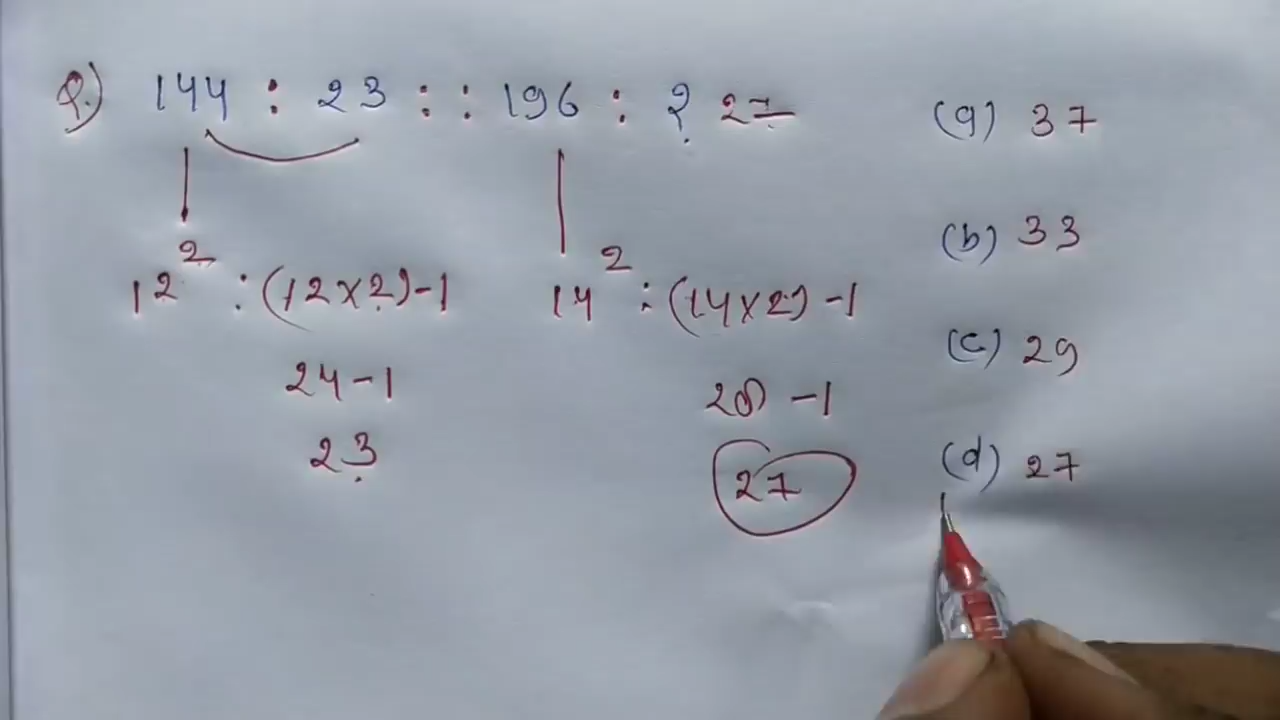 Q.) 144 : 23 : : 196 : ? 27
12² : (12×2)-1
24-1
23
14² : (14×2)-1
28-1
27
(a) 37
(b) 33
(c) 29
(d) 27